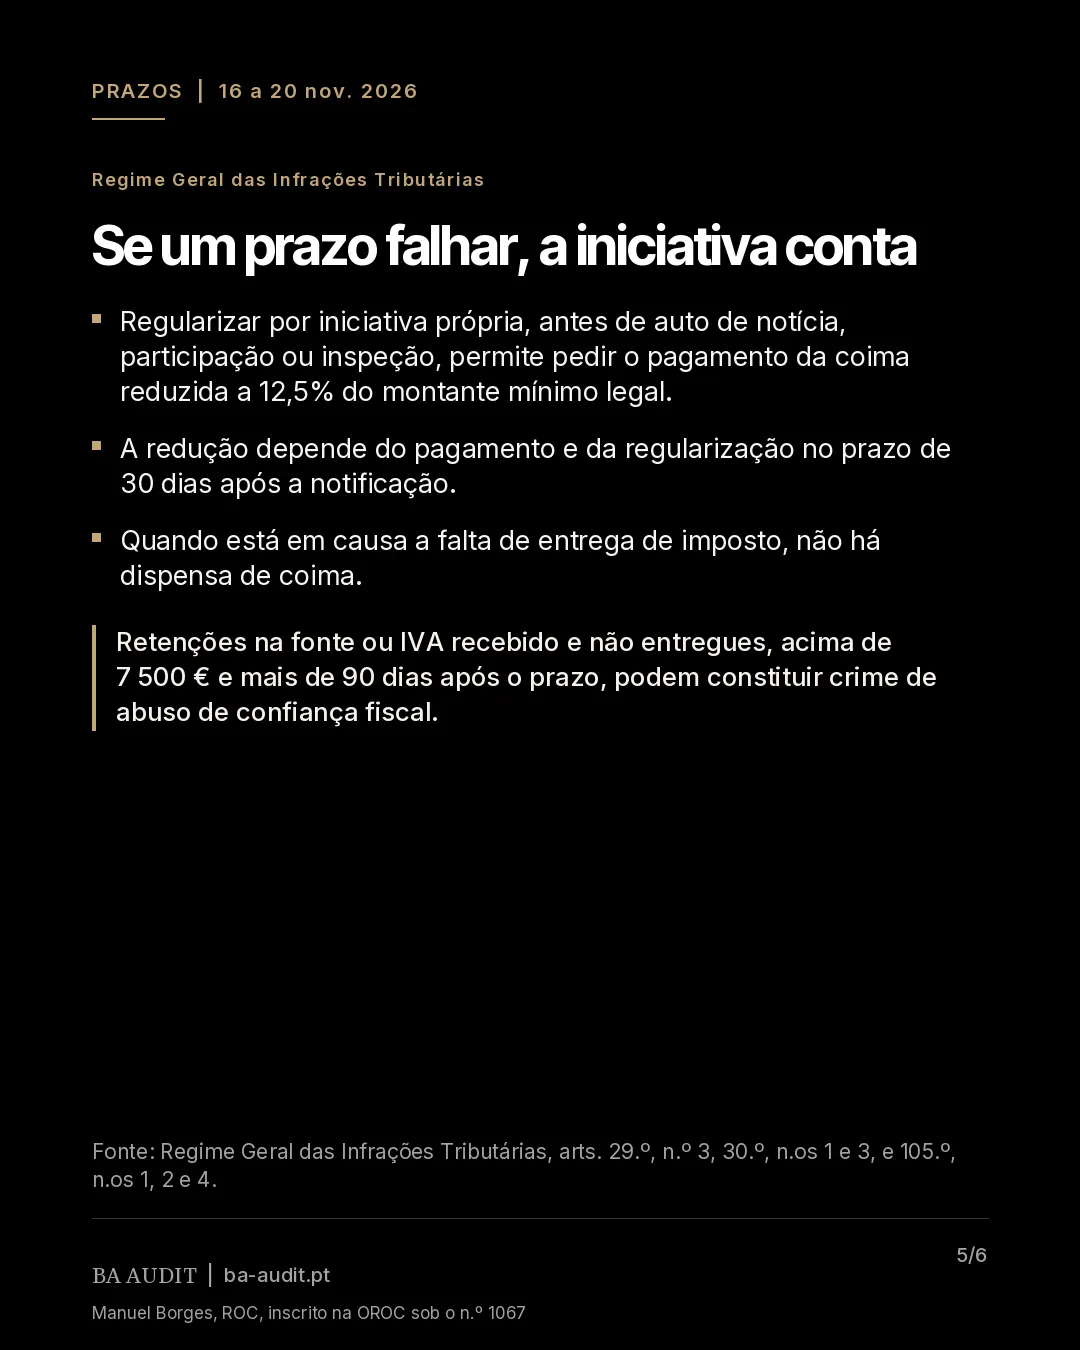 PRAZOS | 16 a 20 nov. 2026
Regime Geral das Infrações Tributárias
Se um prazo falhar, a iniciativa conta
Regularizar por iniciativa própria, antes de auto de notícia,
participação ou inspeção, permite pedir o pagamento da coima
reduzida a 12,5% do montante mínimo legal.
A redução depende do pagamento e da regularização no prazo de
30 dias após a notificação.
Quando está em causa a falta de entrega de imposto, não há
dispensa de coima.
Retenções na fonte ou IVA recebido e não entregues, acima de
7 500 € e mais de 90 dias após o prazo, podem constituir crime de
abuso de confiança fiscal.
Fonte: Regime Geral das Infrações Tributárias, arts. 29.º, n.º 3, 30.º, n.os 1 e 3, e 105.º,
n.os 1, 2 e 4.
5/6
BA AUDIT | ba-audit.pt
Manuel Borges, ROC, inscrito na OROC sob o n.º 1067